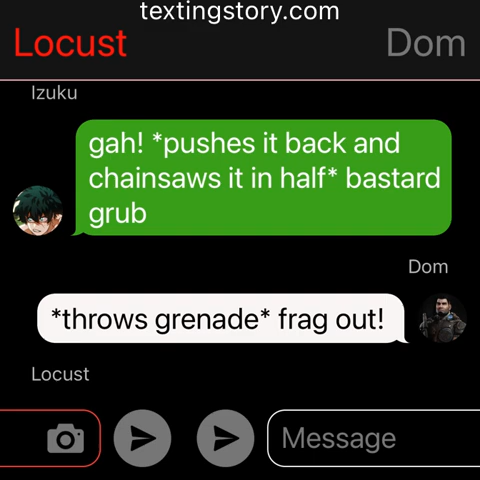 textingstory.com
Locust
Dom
Izuku
gah! *pushes it back and
chainsaws it in half* bastard
grub
Dom
*throws grenade* frag out!
Locust
Message